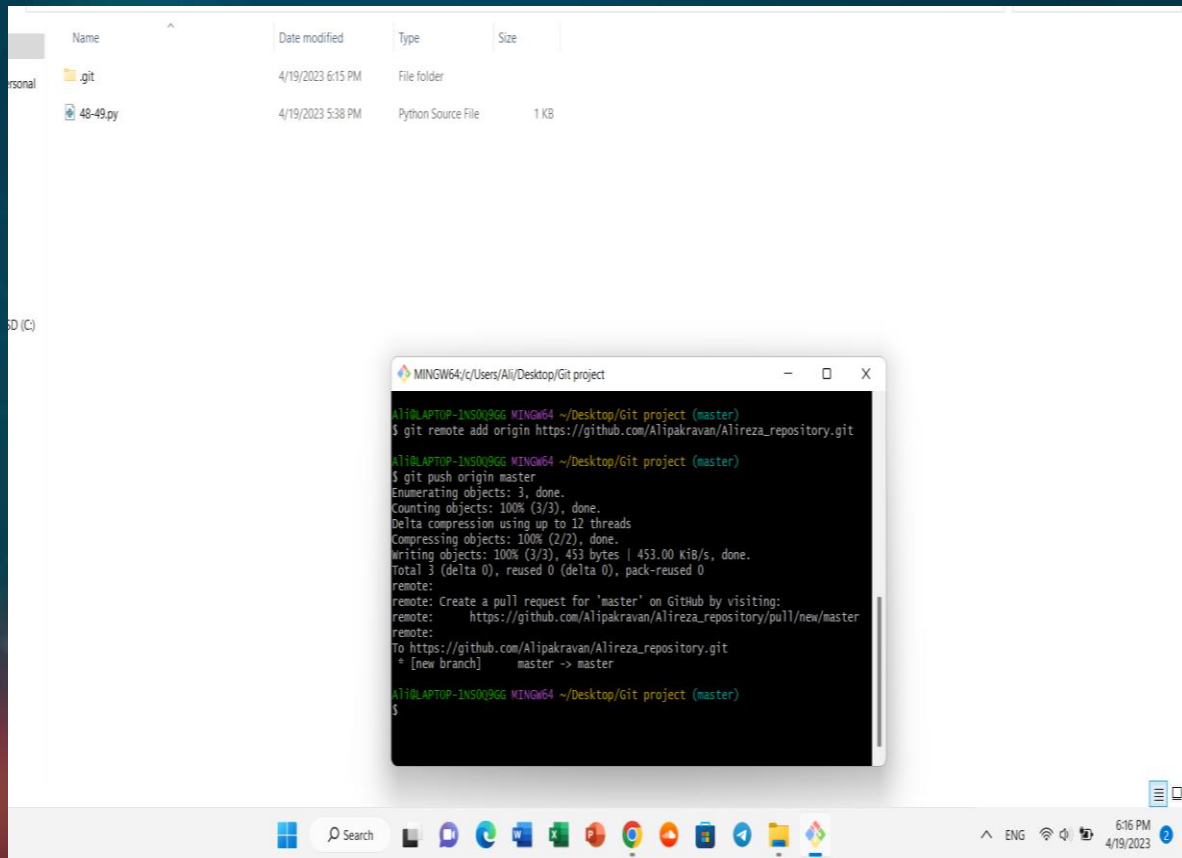 Name Date modified Type Size
.git 4/19/2023 6:15 PM File folder
ersonal
48-49.py 4/19/2023 5:38 PM Python Source File 1 KB
SD (C:)
MINGW64:/c/Users/Ali/Desktop/Git project
Ali@LAPTOP-1NS0Q9GG MINGW64 ~/Desktop/Git project (master)
$ git remote add origin https://github.com/Alipakravan/Alireza_repository.git
Ali@LAPTOP-1NS0Q9GG MINGW64 ~/Desktop/Git project (master)
$ git push origin master
Enumerating objects: 3, done.
Counting objects: 100% (3/3), done.
Delta compression using up to 12 threads
Compressing objects: 100% (2/2), done.
Writing objects: 100% (3/3), 453 bytes | 453.00 KiB/s, done.
Total 3 (delta 0), reused 0 (delta 0), pack-reused 0
remote:
remote: Create a pull request for 'master' on GitHub by visiting:
remote:      https://github.com/Alipakravan/Alireza_repository/pull/new/master
remote:
To https://github.com/Alipakravan/Alireza_repository.git
 * [new branch]      master -> master
Ali@LAPTOP-1NS0Q9GG MINGW64 ~/Desktop/Git project (master)
$
Search
ENG
6:16 PM
4/19/2023
2